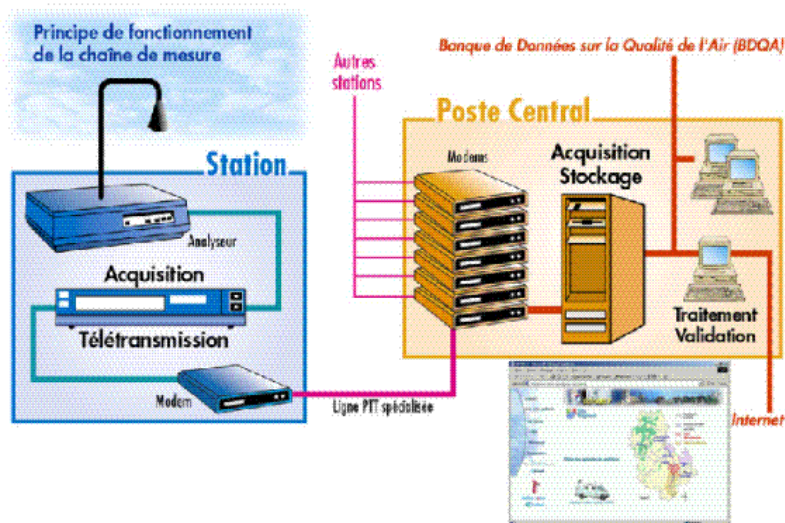 Principe de fonctionnement
de la chaîne de mesure
Station
Analyseur
Acquisition
Télétransmission
Modem
Ligne PTT spécialisée
Autres
stations
Banque de Données sur la Qualité de l'Air (BDQA)
Poste Central
Modems
Acquisition
Stockage
Traitement
Validation
Internet